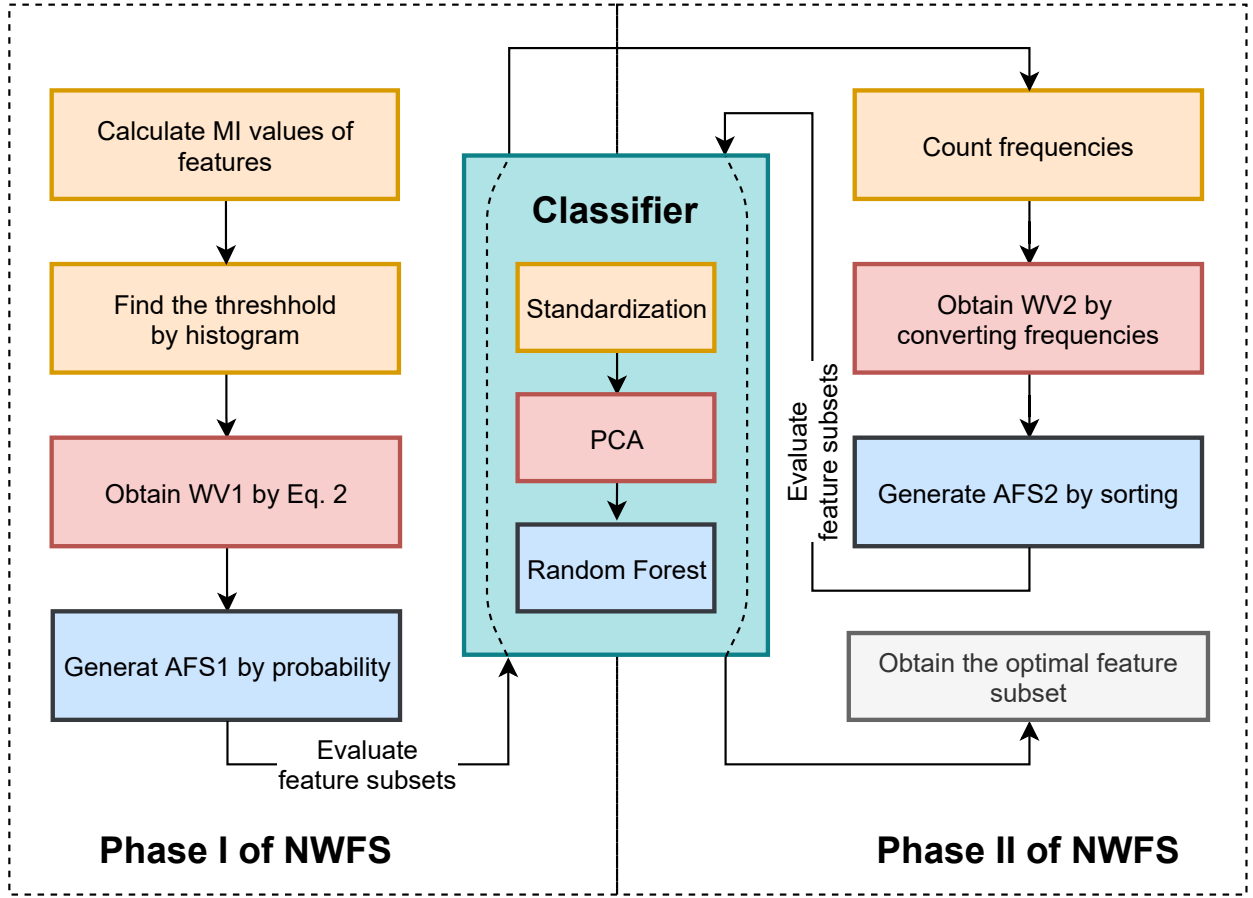 Calculate MI values of
features
Find the threshhold
by histogram
Obtain WV1 by Eq. 2
Generat AFS1 by probability
Evaluate
feature subsets
Phase I of NWFS
Classifier
Standardization
PCA
Random Forest
Evaluate
feature subsets
Count frequencies
Obtain WV2 by
converting frequencies
Generate AFS2 by sorting
Obtain the optimal feature
subset
Phase II of NWFS